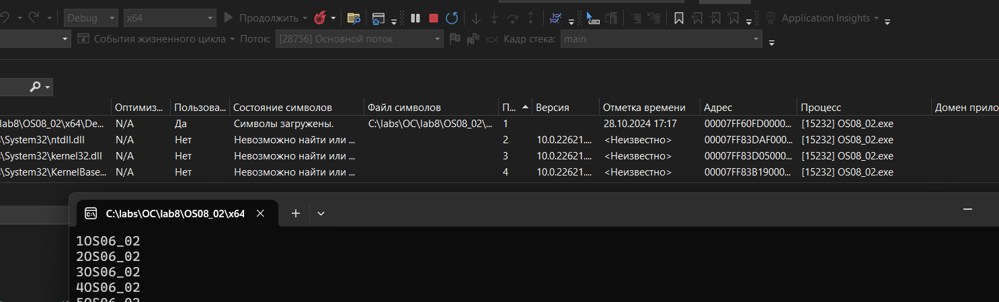 Debug x64 Продолжить Application Insights
События жизненного цикла Поток: [28756] Основной поток Кадр стека: main
Оптимиз... Пользова... Состояние символов Файл символов П... Версия Отметка времени Адрес Процесс Домен прило
lab8\OS08_02\x64\De... N/A Да Символы загружены. C:\labs\OC\lab8\OS08_02\... 1 28.10.2024 17:17 00007FF60FD0000... [15232] OS08_02.exe
\System32\ntdll.dll N/A Нет Невозможно найти или ... 2 10.0.22621.... <Неизвестно> 00007FF83DAF000... [15232] OS08_02.exe
\System32\kernel32.dll N/A Нет Невозможно найти или ... 3 10.0.22621.... <Неизвестно> 00007FF83D05000... [15232] OS08_02.exe
\System32\KernelBase... N/A Нет Невозможно найти или ... 4 10.0.22621.... <Неизвестно> 00007FF83B19000... [15232] OS08_02.exe
C:\labs\OC\lab8\OS08_02\x64
1OS06_02
2OS06_02
3OS06_02
4OS06_02
5OS06_02